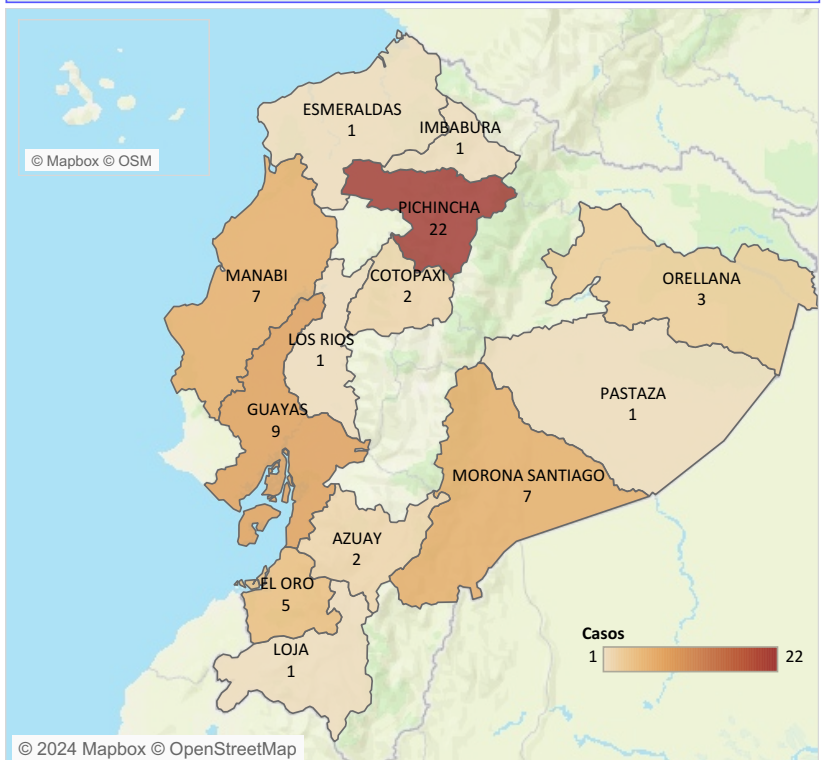 © Mapbox © OSM
ESMERALDAS
1
IMBABURA
1
PICHINCHA
22
MANABI
7
COTOPAXI
2
ORELLANA
3
LOS RIOS
1
PASTAZA
1
GUAYAS
9
MORONA SANTIAGO
7
AZUAY
2
EL ORO
5
LOJA
1
Casos
1 22
© 2024 Mapbox © OpenStreetMap